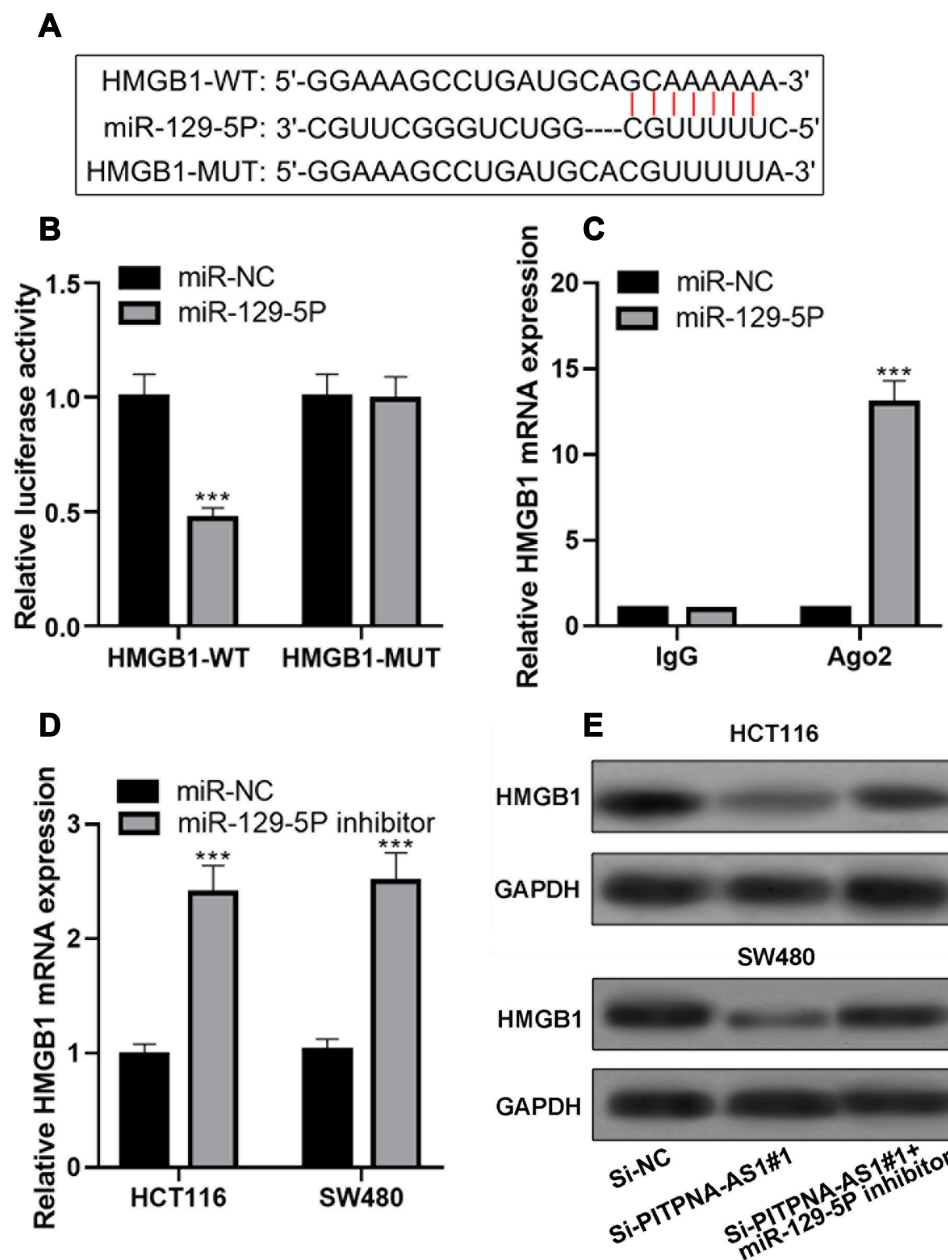 A
HMGB1-WT: 5'-GGAAAGCCUGAUGCAGCAAAAAA-3'
miR-129-5P: 3'-CGUUCGGGUCUGG----CGUUUUUC-5'
HMGB1-MUT: 5'-GGAAAGCCUGAUGCACGUUUUUA-3'
B
Relative luciferase activity
miR-NC
miR-129-5P
1.5
1.0
0.5
0.0
***
HMGB1-WT HMGB1-MUT
C
Relative HMGB1 mRNA expression
miR-NC
miR-129-5P
20
15
10
5
0
***
IgG Ago2
D
Relative HMGB1 mRNA expression
miR-NC
miR-129-5P inhibitor
3
2
1
0
***
***
HCT116 SW480
E
HCT116
HMGB1
GAPDH
SW480
HMGB1
GAPDH
Si-NC
Si-PITPNA-AS1#1
Si-PITPNA-AS1#1+
miR-129-5P inhibitor